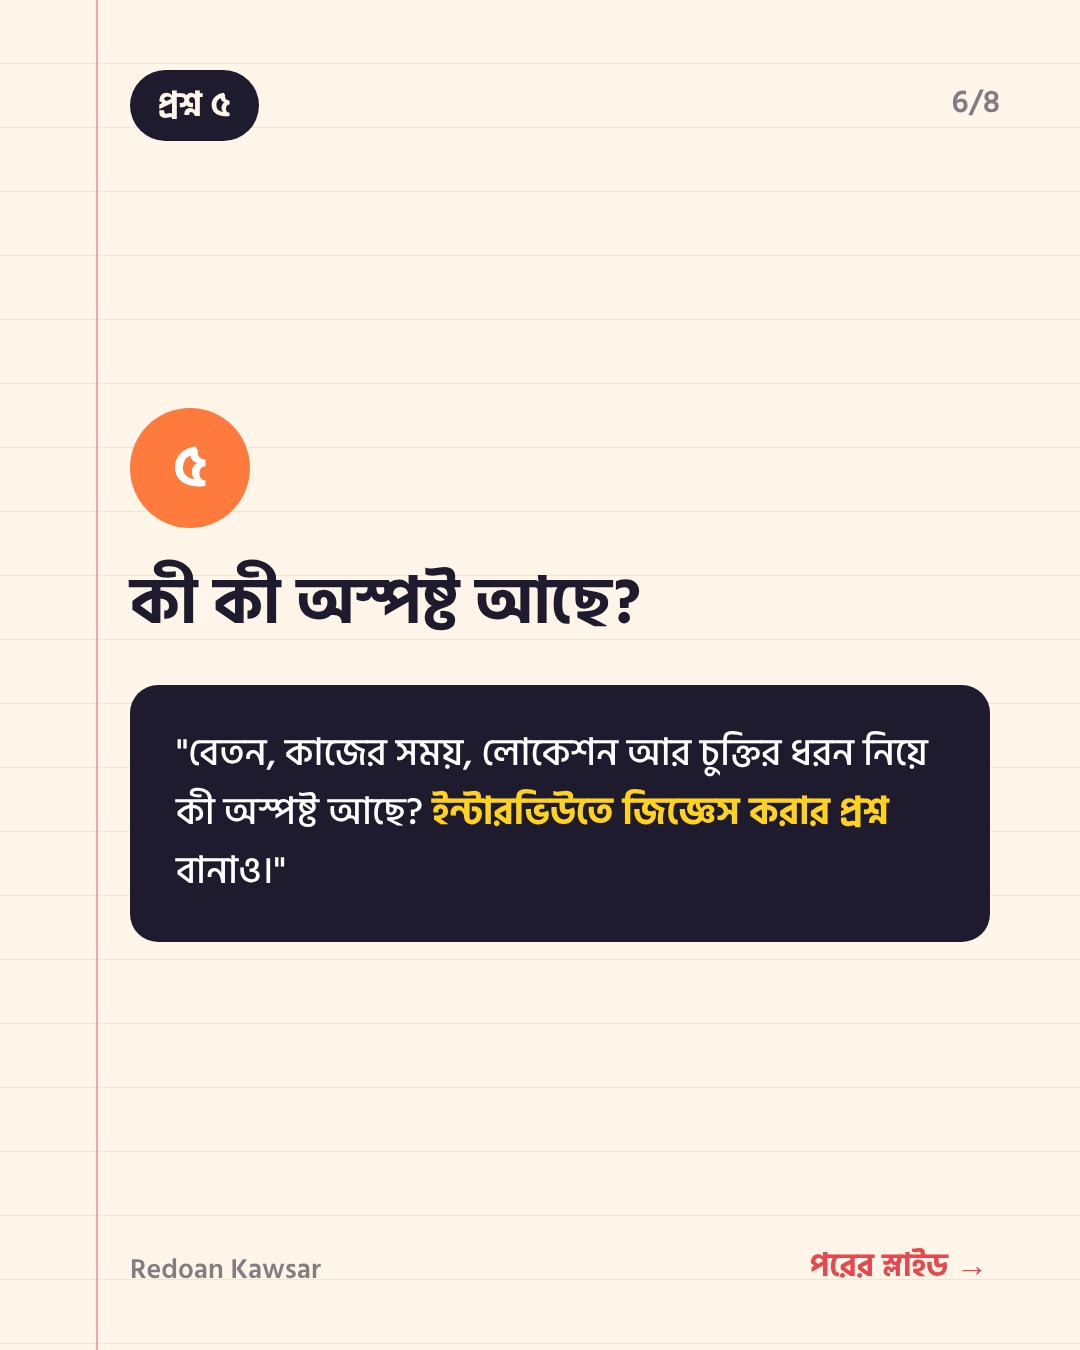 প্রশ্ন ৫
6/8
৫
কী কী অস্পষ্ট আছে?
"বেতন, কাজের সময়, লোকেশন আর চুক্তির ধরন নিয়ে
কী অস্পষ্ট আছে? ইন্টারভিউতে জিজ্ঞেস করার প্রশ্ন
বানাও।"
Redoan Kawsar
পরের স্লাইড →